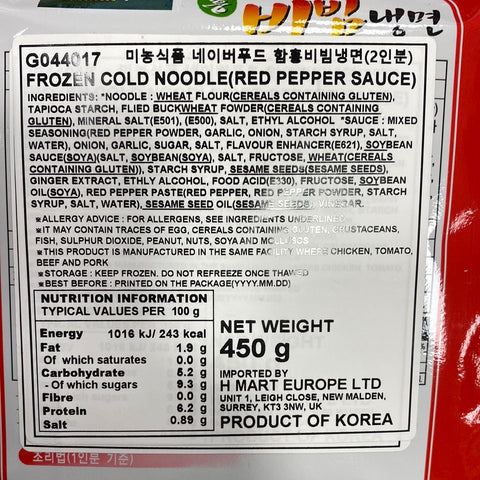 비빔냉면
G044017 미농식품 네이버푸드 함흥비빔냉면(2인분)
FROZEN COLD NOODLE(RED PEPPER SAUCE)
INGREDIENTS: *NOODLE : WHEAT FLOUR(CEREALS CONTAINING GLUTEN),
TAPIOCA STARCH, FLIED BUCKWHEAT FOWDER(CEREALS CONTAINING
GLUTEN), MINERAL SALT(E501), (E500), SALT, ETHYL ALCOHOL *SAUCE : MIXED
SEASONING(RED PEPPER POWDER, GARLIC, ONION, STARCH SYRUP, SALT,
WATER), ONION, GARLIC, SUGAR, SALT, FLAVOUR ENHANCER(E621), SOYBEAN
SAUCE(SOYA)(SALT, SOYBEAN(SOYA), SALT, FRUCTOSE, WHEAT(CEREALS
CONTAINING GLUTEN)), STARCH SYRUP, SESAME SEEDS(SESAME SEEDS),
GINGER EXTRACT, ETHLY ALCOHOL, FOOD ACID(E330), FRUCTOSE, SOYBEAN
OIL(SOYA), RED PEPPER PASTE(RED PEPPER, RED PEPPER POWDER, STARCH
SYRUP, SALT, WATER), SESAME SEED OIL(SESAME SEEDS), VINEGAR.
※ALLERGY ADVICE : FOR ALLERGENS, SEE INGREDIENTS UNDERLINED
※IT MAY CONTAIN TRACES OF EGG, CEREALS CONTAINING GLUTEN, CRUSTACEANS,
FISH, SULPHUR DIOXIDE, PEANUT, NUTS, SOYA AND MOLLUSCS
※THIS PRODUCT IS MANUFACTURED IN THE SAME FACILITY WHERE CHICKEN, TOMATO,
BEEF AND PORK
※STORAGE : KEEP FROZEN. DO NOT REFREEZE ONCE THAWED
※BEST BEFORE : PRINTED ON THE PACKAGE(YYYY.MM.DD)
NUTRITION INFORMATION
TYPICAL VALUES PER 100 g
Energy 1016 kJ/ 243 kcal
Fat 1.9 g
Of which saturates 0.0 g
Carbohydrate 5.2 g
- Of which sugars 9.3 g
Fibre 0.0 g
Protein 6.2 g
Salt 0.89 g
NET WEIGHT
450 g
IMPORTED BY
H MART EUROPE LTD
UNIT 1, LEIGH CLOSE, NEW MALDEN,
SURREY, KT3 3NW, UK
PRODUCT OF KOREA
조리법(1인분 기준)